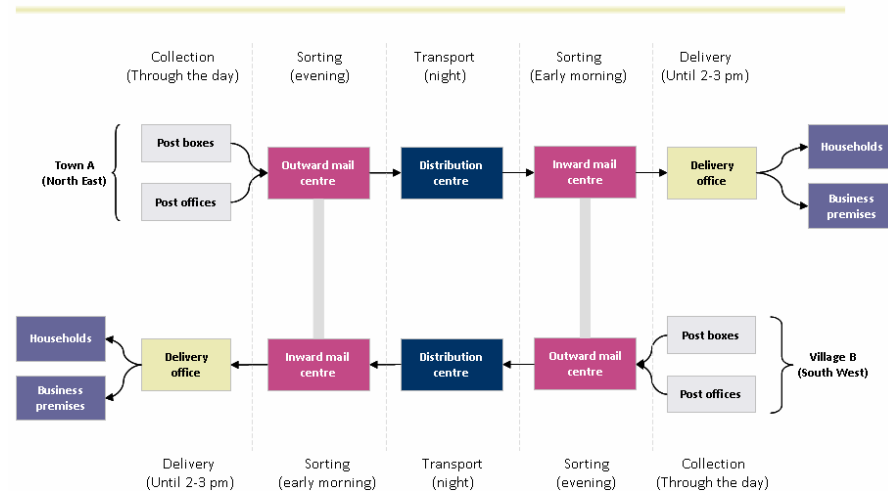 Collection
(Through the day)
Sorting
(evening)
Transport
(night)
Sorting
(Early morning)
Delivery
(Until 2-3 pm)
Town A
(North East)
Post boxes
Post offices
Outward mail
centre
Distribution
centre
Inward mail
centre
Delivery
office
Households
Business
premises
Households
Business
premises
Delivery
office
Inward mail
centre
Distribution
centre
Outward mail
centre
Post boxes
Post offices
Village B
(South West)
Delivery
(Until 2-3 pm)
Sorting
(early morning)
Transport
(night)
Sorting
(evening)
Collection
(Through the day)